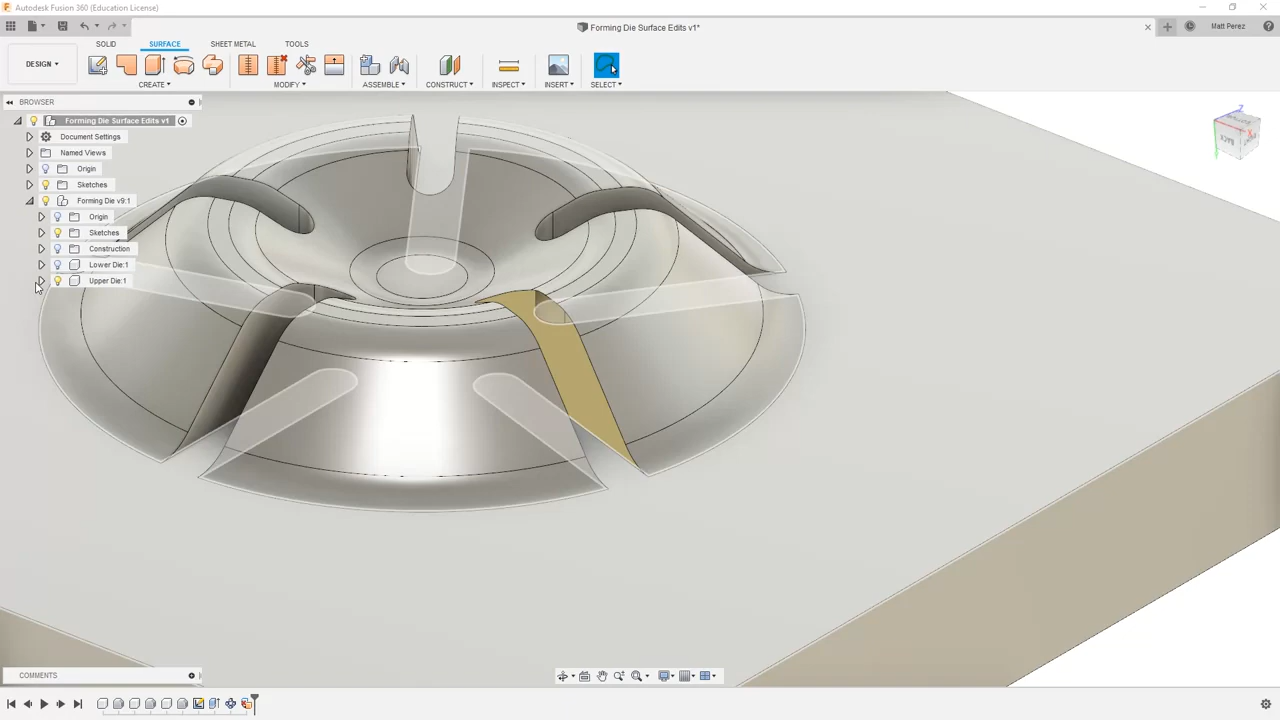 Autodesk Fusion 360 (Education License)
Forming Die Surface Edits v1*
Matt Perez
DESIGN
SOLID
SURFACE
SHEET METAL
TOOLS
CREATE
MODIFY
ASSEMBLE
CONSTRUCT
INSPECT
INSERT
SELECT
BROWSER
Forming Die Surface Edits v1
Document Settings
Named Views
Origin
Sketches
Forming Die v9:1
Origin
Sketches
Construction
Lower Die:1
Upper Die:1
Z
X
COMMENTS